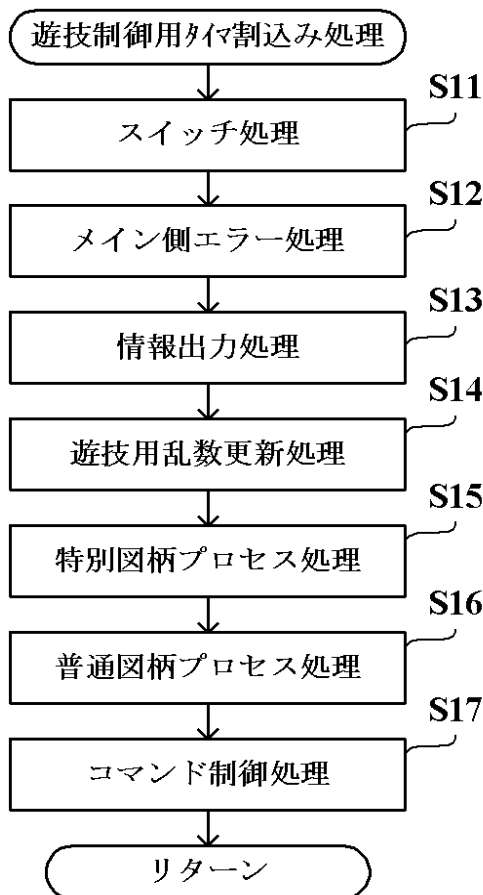 遊技制御用ﾀｲﾏ割込み処理
S11
スイッチ処理
S12
メイン側エラー処理
S13
情報出力処理
S14
遊技用乱数更新処理
S15
特別図柄プロセス処理
S16
普通図柄プロセス処理
S17
コマンド制御処理
リターン